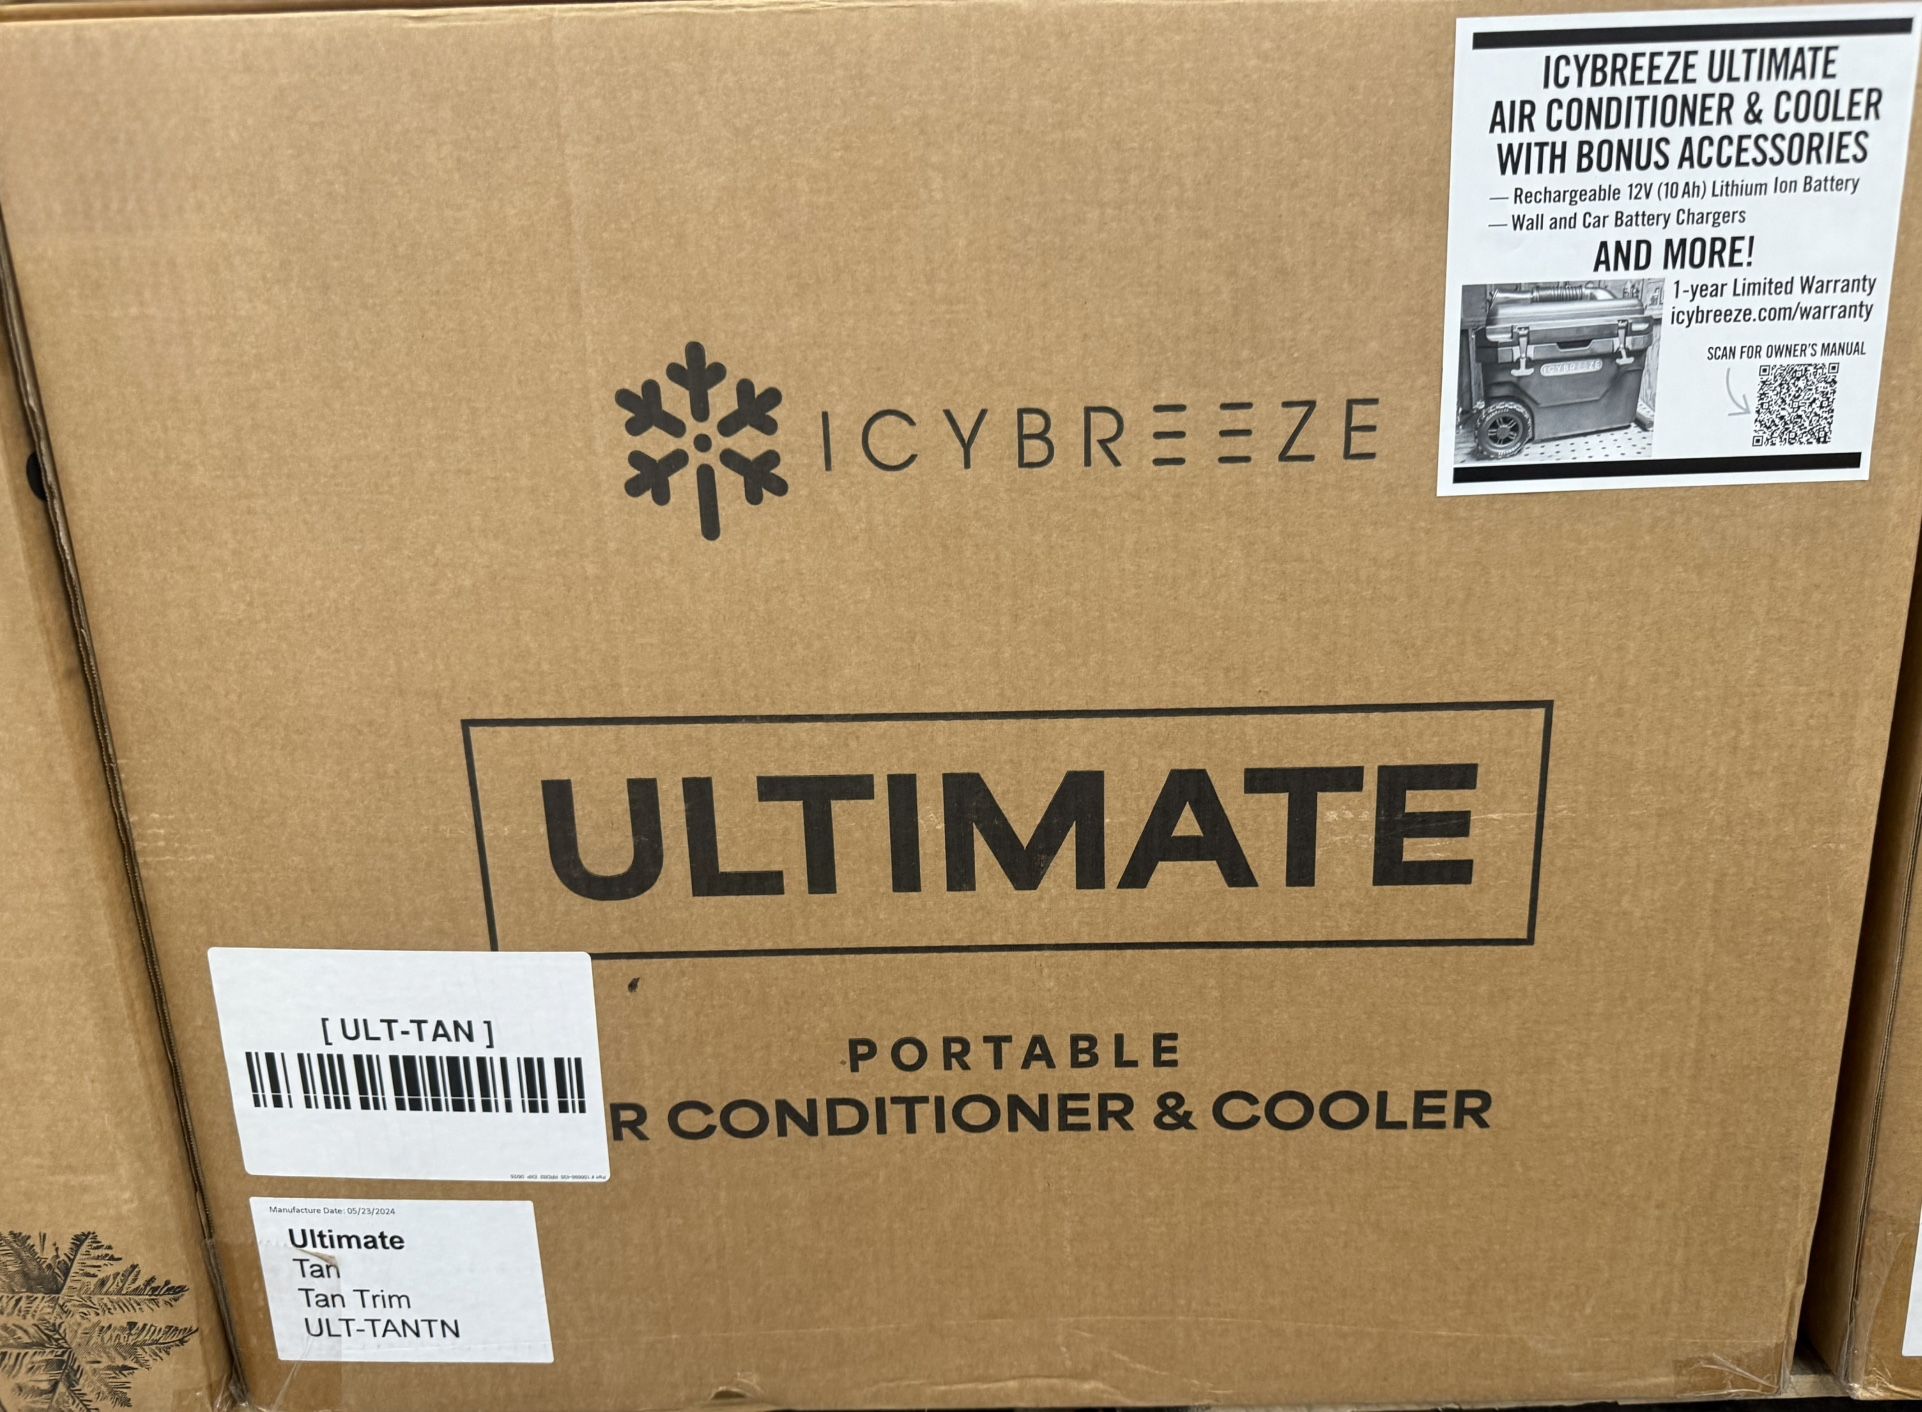 ICYBREEZE ULTIMATE
AIR CONDITIONER & COOLER
WITH BONUS ACCESSORIES
— Rechargeable 12V (10 Ah) Lithium Ion Battery
— Wall and Car Battery Chargers
AND MORE!
1-year Limited Warranty
icybreeze.com/warranty
SCAN FOR OWNER'S MANUAL
ICYBREEZE
ICYBREEZE
ULTIMATE
PORTABLE
R CONDITIONER & COOLER
[ ULT-TAN ]
Manufacture Date: 05/23/2024
Ultimate
Tan
Tan Trim
ULT-TANTN